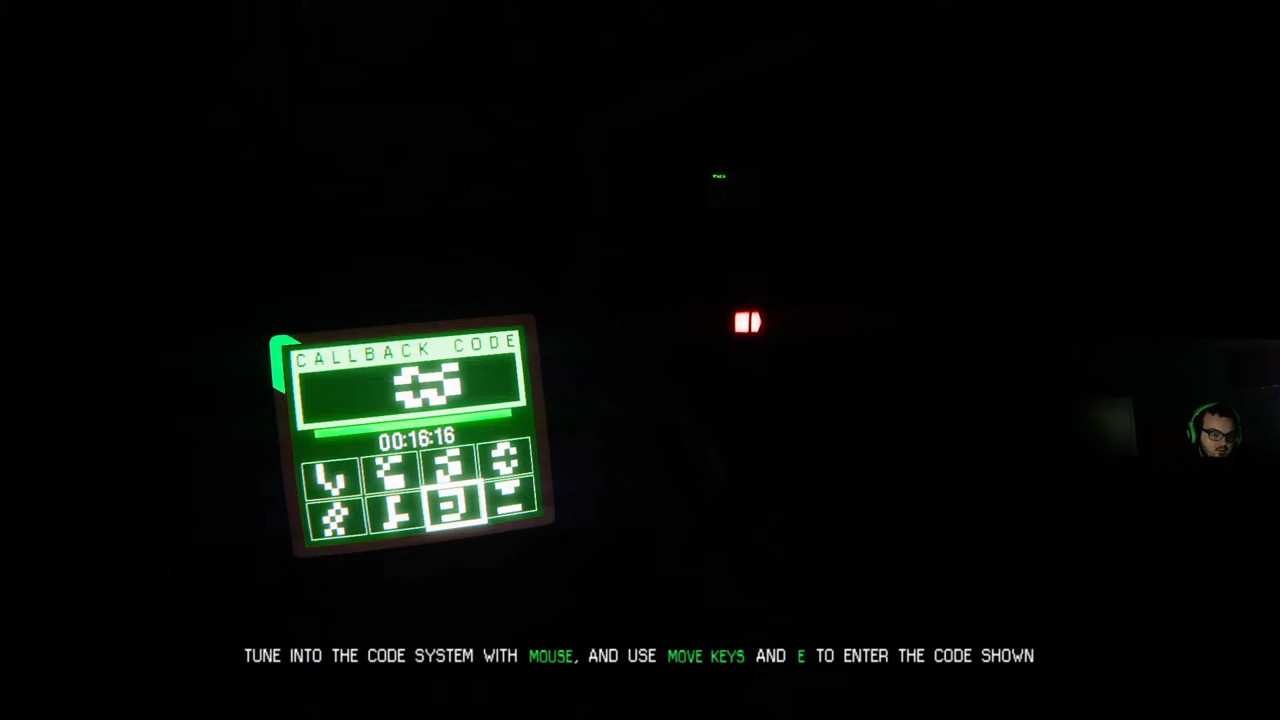 CALLBACK CODE
00:16:16
TUNE INTO THE CODE SYSTEM WITH MOUSE, AND USE MOVE KEYS AND E TO ENTER THE CODE SHOWN